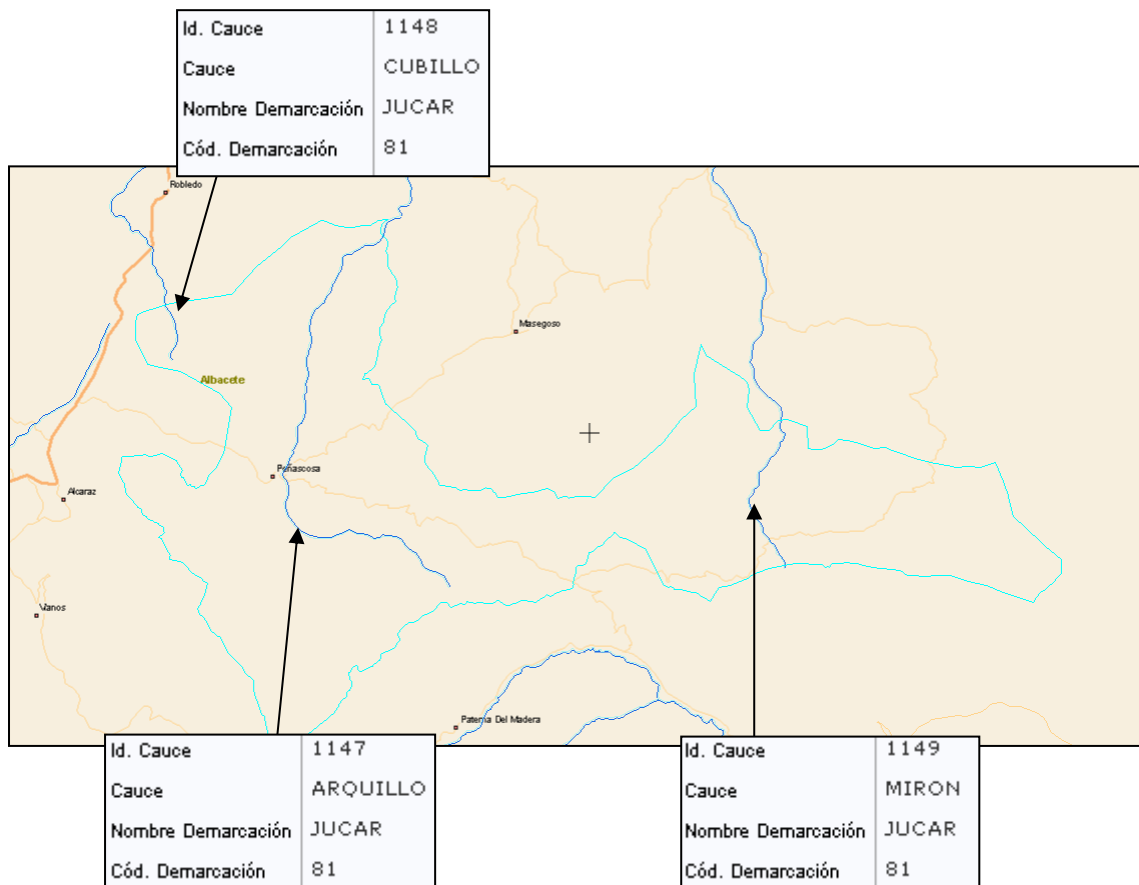 Id. Cauce 1148
Cauce CUBILLO
Nombre Demarcación JUCAR
Cód. Demarcación 81
Robledo
Masegoso
Albacete
Peñascosa
Alcaraz
Vianos
Paterna Del Madera
Id. Cauce 1147
Cauce ARQUILLO
Nombre Demarcación JUCAR
Cód. Demarcación 81
Id. Cauce 1149
Cauce MIRON
Nombre Demarcación JUCAR
Cód. Demarcación 81